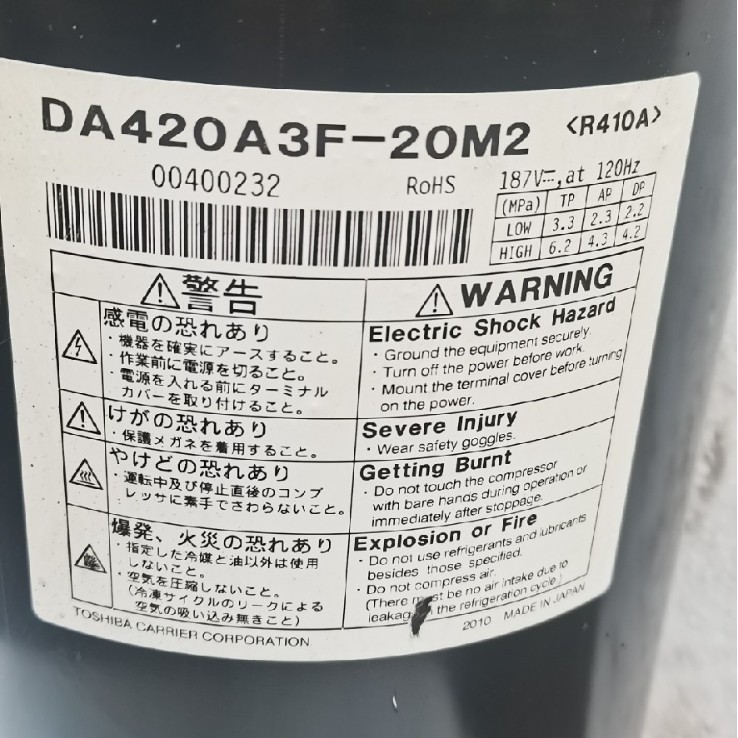 DA420A3F-20M2 <R410A>
00400232 RoHS 187V⎓,at 120Hz
(MPa) TP AP DP
LOW 3.3 2.3 2.2
HIGH 6.2 4.3 4.2
警告
感電の恐れあり
・機器を確実にアースすること。
・作業前に電源を切ること。
・電源を入れる前にターミナル
カバーを取り付けること。
けがの恐れあり
・保護メガネを着用すること。
やけどの恐れあり
・運転中及び停止直後のコンプ
レッサに素手でさわらないこと。
爆発、火災の恐れあり
・指定した冷媒と油以外は使用
しないこと。
・空気を圧縮しないこと。
(冷凍サイクルのリークによる
空気の吸い込み無きこと)
WARNING
Electric Shock Hazard
・Ground the equipment securely.
・Turn off the power before work.
・Mount the terminal cover before turning
on the power.
Severe Injury
・Wear safety goggles.
Getting Burnt
・Do not touch the compressor
with bare hands during operation or
immediately after stoppage.
Explosion or Fire
・Do not use refrigerants and lubricants
besides those specified.
・Do not compress air.
(There must be no air intake due to
the refrigeration cycle.)
TOSHIBA CARRIER CORPORATION 2010 MADE IN JAPAN